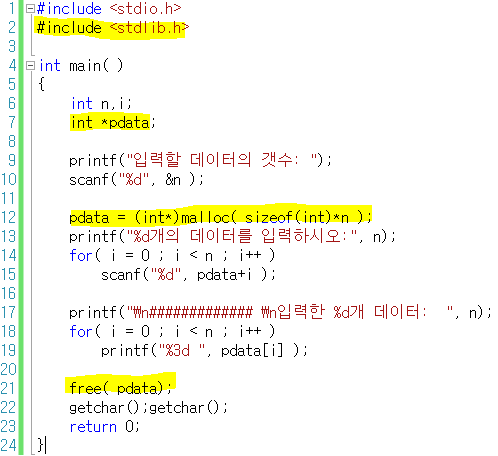 1 #include <stdio.h>
2 #include <stdlib.h>
3
4 int main( )
5 {
6 int n,i;
7 int *pdata;
8
9 printf("입력할 데이터의 갯수: ");
10 scanf("%d", &n );
11
12 pdata = (int*)malloc( sizeof(int)*n );
13 printf("%d개의 데이터를 입력하시오:", n);
14 for( i = 0 ; i < n ; i++ )
15 scanf("%d", pdata+i );
16
17 printf("₩n############# ₩n입력한 %d개 데이터:  ", n);
18 for( i = 0 ; i < n ; i++ )
19 printf("%3d ", pdata[i] );
20
21 free( pdata);
22 getchar();getchar();
23 return 0;
24 }